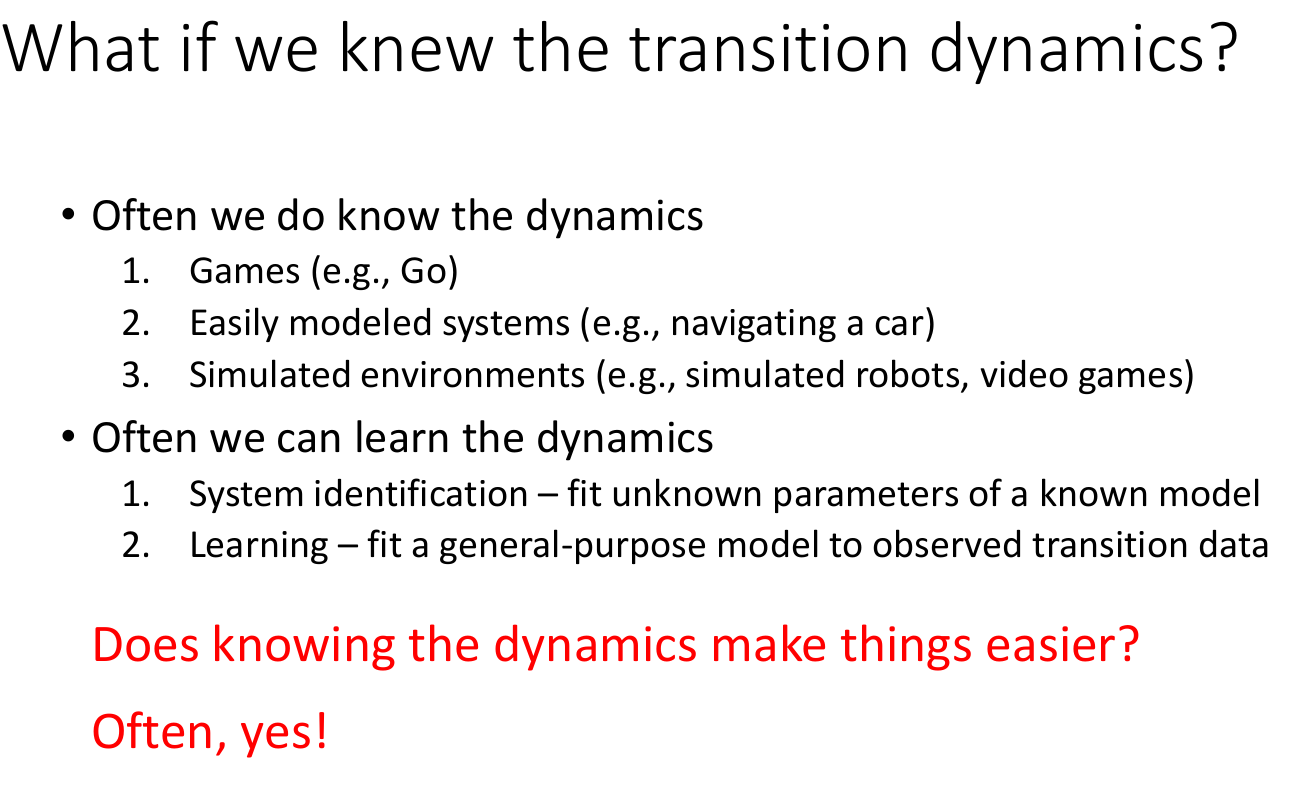 What if we knew the transition dynamics?
• Often we do know the dynamics
1. Games (e.g., Go)
2. Easily modeled systems (e.g., navigating a car)
3. Simulated environments (e.g., simulated robots, video games)
• Often we can learn the dynamics
1. System identification – fit unknown parameters of a known model
2. Learning – fit a general-purpose model to observed transition data
Does knowing the dynamics make things easier?
Often, yes!